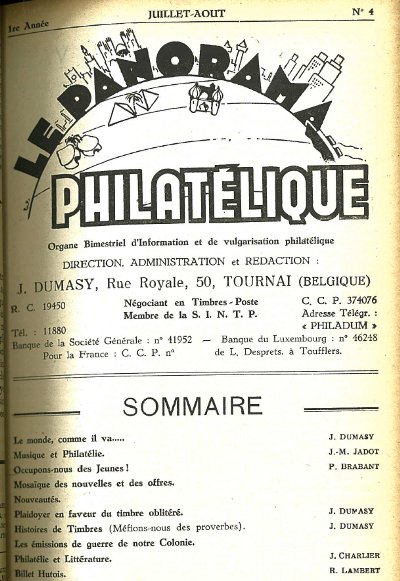 1re Année JUILLET-AOUT N° 4
LE PANORAMA
PHILATÉLIQUE
Organe Bimestriel d'Information et de vulgarisation philatélique
DIRECTION, ADMINISTRATION et REDACTION :
J. DUMASY, Rue Royale, 50, TOURNAI (BELGIQUE)
R. C. 19450 Négociant en Timbres-Poste C. C. P. 374076
Membre de la S. I. N. T. P. Adresse Télégr. :
Tél. : 11880 « PHILADUM »
Banque de la Société Générale : n° 41952 — Banque du Luxembourg : n° 46248
Pour la France : C. C. P. n° de L. Desprets, à Toufflers.
SOMMAIRE
Le monde, comme il va..... J. DUMASY
Musique et Philatélie. J.-M. JADOT
Occupons-nous des Jeunes ! P. BRABANT
Mosaïque des nouvelles et des offres.
Nouveautés.
Plaidoyer en faveur du timbre oblitéré. J. DUMASY
Histoires de Timbres (Méfions-nous des proverbes). J. DUMASY
Les émissions de guerre de notre Colonie.
Philatélie et Littérature. J. CHARLIER
Billet Hutois. R. LAMBERT